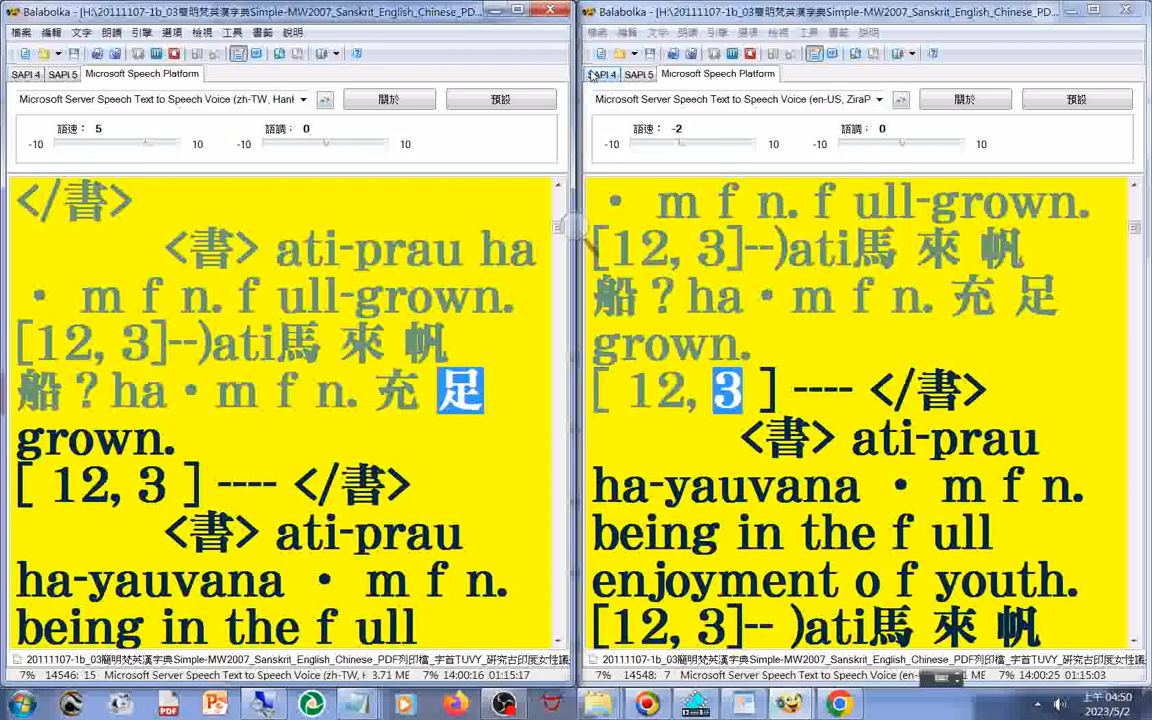 Balabolka - [H:\20111107-1b_03簡明梵英漢字典Simple-MW2007_Sanskrit_English_Chinese_PD...
檔案 編輯 文字 朗讀 引擎 選項 檢視 工具 書籤 說明
SAPI 4 SAPI 5 Microsoft Speech Platform
Microsoft Server Speech Text to Speech Voice (zh-TW, HanH
關於 預設
語速： 5 語調： 0
-10 10 -10 10
</書>
<書> ati-prau ha
• m f n. f ull-grown.
[12, 3]--)ati馬 來 帆
船？ha • m f n. 充 足
grown.
[ 12, 3 ] ---- </書>
<書> ati-prau
ha-yauvana • m f n.
being in the f ull
20111107-1b_03簡明梵英漢字典Simple-MW2007_Sanskrit_English_Chinese_PDF列印檔_字首TUVY_研究古印度女性議
7% 14546: 15 Microsoft Server Speech Text to Speech Voice (zh-TW, H 3.71 ME 7% 14:00:16 01:15:17
Balabolka - [H:\20111107-1b_03簡明梵英漢字典Simple-MW2007_Sanskrit_English_Chinese_PD...
檔案 編輯 文字 朗讀 引擎 選項 檢視 工具 書籤 說明
SAPI 4 SAPI 5 Microsoft Speech Platform
Microsoft Server Speech Text to Speech Voice (en-US, ZiraP
關於 預設
語速： -2 語調： 0
-10 10 -10 10
• m f n. f ull-grown.
[12, 3]--)ati馬 來 帆
船？ha • m f n. 充 足
grown.
[ 12, 3 ] ---- </書>
<書> ati-prau
ha-yauvana • m f n.
being in the f ull
enjoyment o f youth.
[12, 3]-- )ati馬 來 帆
20111107-1b_03簡明梵英漢字典Simple-MW2007_Sanskrit_English_Chinese_PDF列印檔_字首TUVY_研究古印度女性議
7% 14548: 7 Microsoft Server Speech Text to Speech Voice (en-US, ZiraP 7% 14:00:25 01:15:03
上午 04:50
2023/5/2